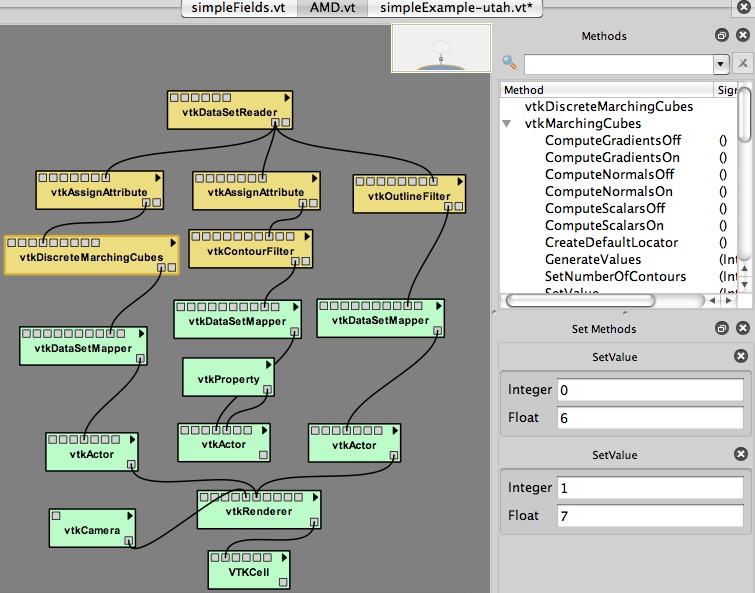 simpleFields.vt AMD.vt simpleExample-utah.vt*
vtkDataSetReader
vtkAssignAttribute vtkAssignAttribute vtkOutlineFilter
vtkDiscreteMarchingCubes vtkContourFilter
vtkDataSetMapper vtkDataSetMapper vtkDataSetMapper
vtkProperty
vtkActor vtkActor vtkActor
vtkRenderer
vtkCamera
VTKCell
Methods
Method Sign
vtkDiscreteMarchingCubes
vtkMarchingCubes
ComputeGradientsOff ()
ComputeGradientsOn ()
ComputeNormalsOff ()
ComputeNormalsOn ()
ComputeScalarsOff ()
ComputeScalarsOn ()
CreateDefaultLocator ()
GenerateValues (Int
SetNumberOfContours (Int
SetValue (Int
Set Methods
SetValue
Integer 0
Float 6
SetValue
Integer 1
Float 7